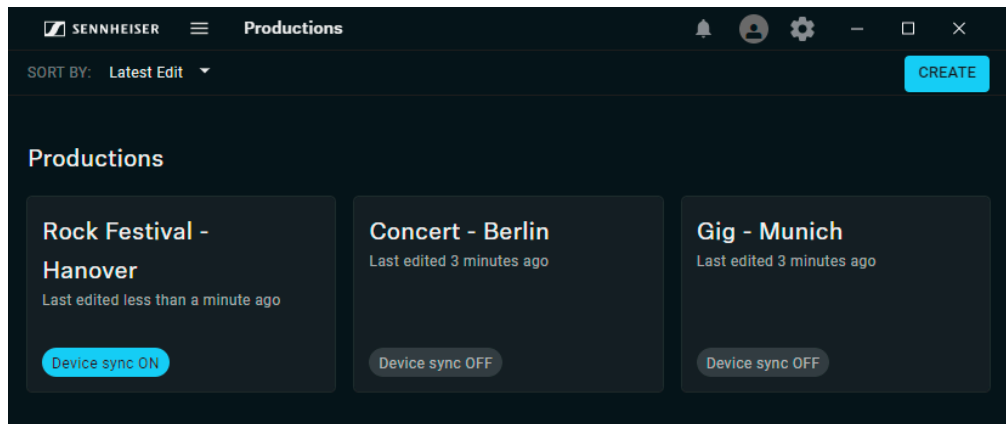 SENNHEISER Productions
SORT BY: Latest Edit CREATE
Productions
Rock Festival -
Hanover
Last edited less than a minute ago
Device sync ON
Concert - Berlin
Last edited 3 minutes ago
Device sync OFF
Gig - Munich
Last edited 3 minutes ago
Device sync OFF